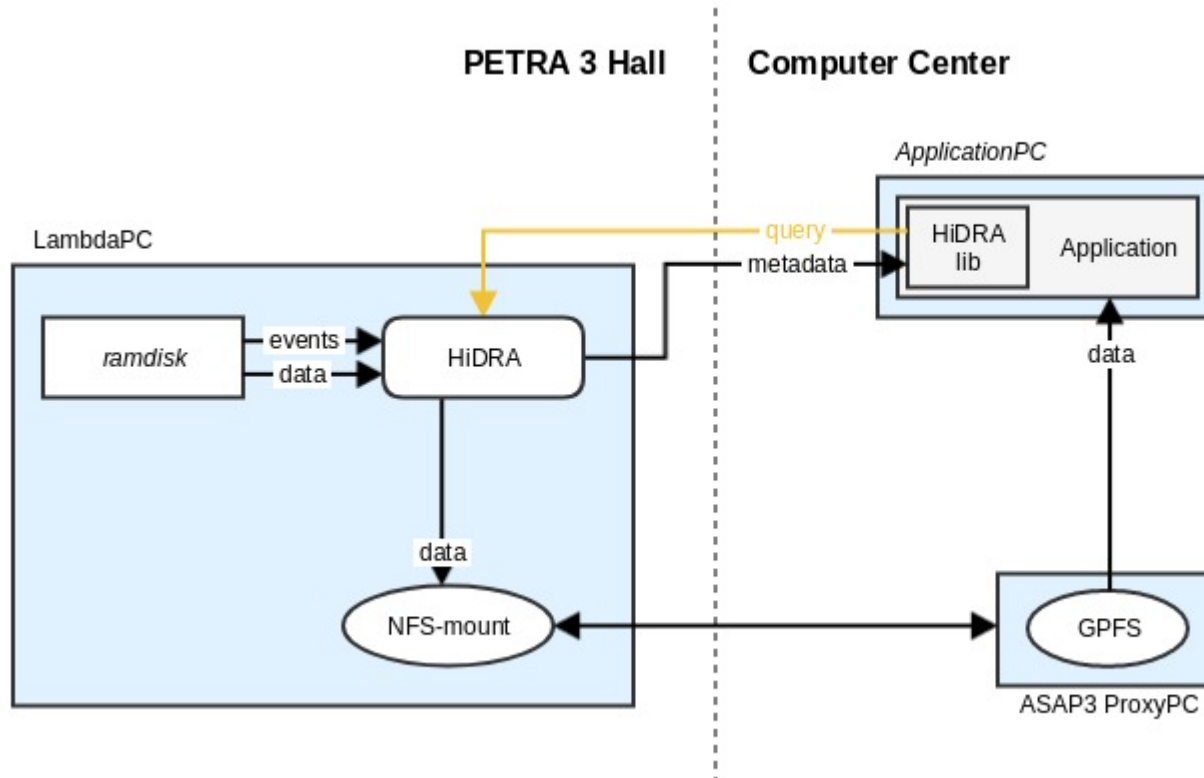 PETRA 3 Hall
Computer Center
ApplicationPC
LambdaPC
query
metadata
HiDRA
lib
Application
ramdisk
events
data
HiDRA
data
data
NFS-mount
GPFS
ASAP3 ProxyPC